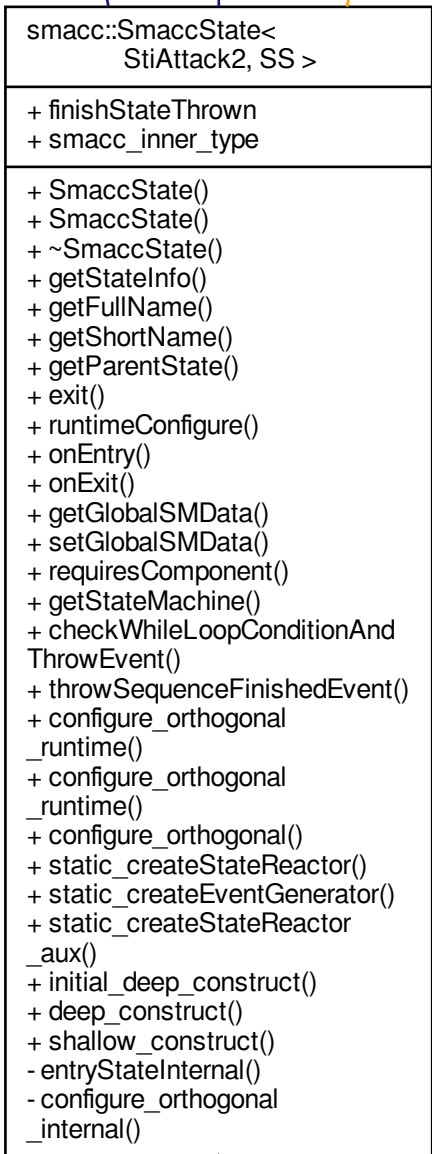 smacc::SmaccState<
StiAttack2, SS >
+ finishStateThrown
+ smacc_inner_type
+ SmaccState()
+ SmaccState()
+ ~SmaccState()
+ getStateInfo()
+ getFullName()
+ getShortName()
+ getParentState()
+ exit()
+ runtimeConfigure()
+ onEntry()
+ onExit()
+ getGlobalSMData()
+ setGlobalSMData()
+ requiresComponent()
+ getStateMachine()
+ checkWhileLoopConditionAnd
ThrowEvent()
+ throwSequenceFinishedEvent()
+ configure_orthogonal
_runtime()
+ configure_orthogonal
_runtime()
+ configure_orthogonal()
+ static_createStateReactor()
+ static_createEventGenerator()
+ static_createStateReactor
_aux()
+ initial_deep_construct()
+ deep_construct()
+ shallow_construct()
- entryStateInternal()
- configure_orthogonal
_internal()